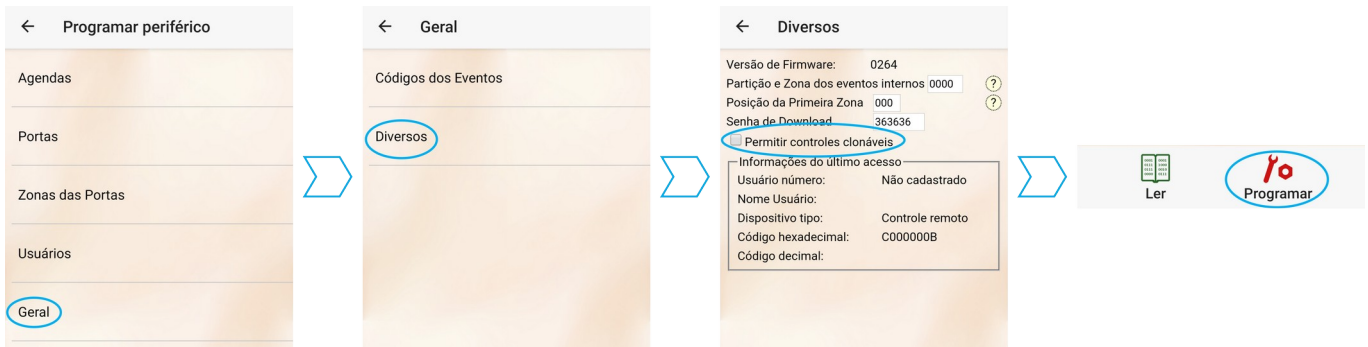 Programar periférico
Agendas
Portas
Zonas das Portas
Usuários
Geral
Geral
Códigos dos Eventos
Diversos
Diversos
Versão de Firmware: 0264
Partição e Zona dos eventos internos 0000 ?
Posição da Primeira Zona 000 ?
Senha de Download 363636
Permitir controles clonáveis
Informações do último acesso
Usuário número: Não cadastrado
Nome Usuário:
Dispositivo tipo: Controle remoto
Código hexadecimal: C000000B
Código decimal:
Ler
Programar